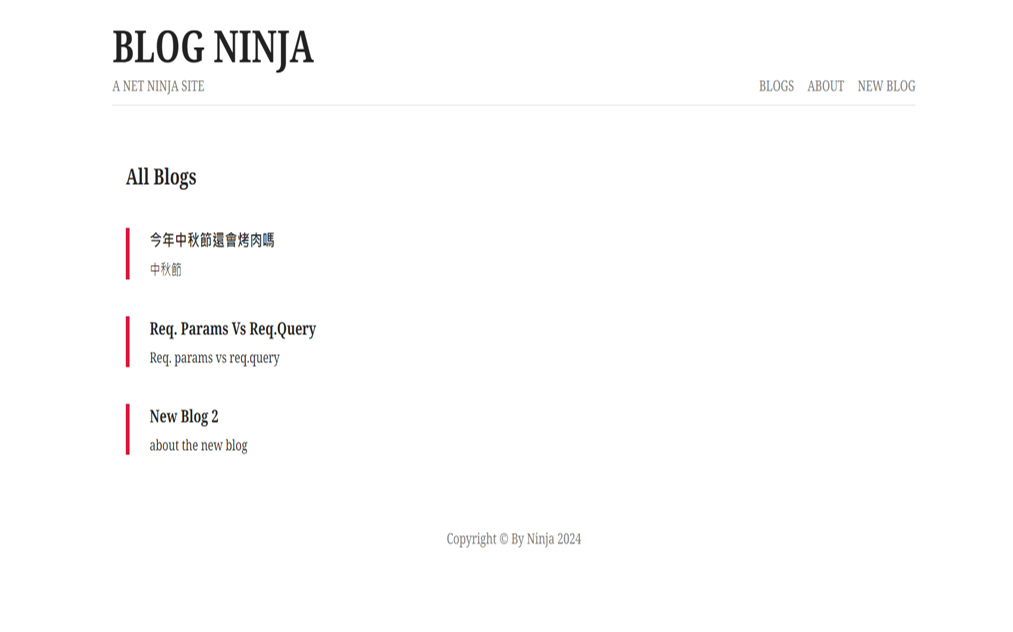 BLOG NINJA
A NET NINJA SITE
BLOGS ABOUT NEW BLOG
All Blogs
今年中秋節還會烤肉嗎
中秋節
Req. Params Vs Req.Query
Req. params vs req.query
New Blog 2
about the new blog
Copyright © By Ninja 2024